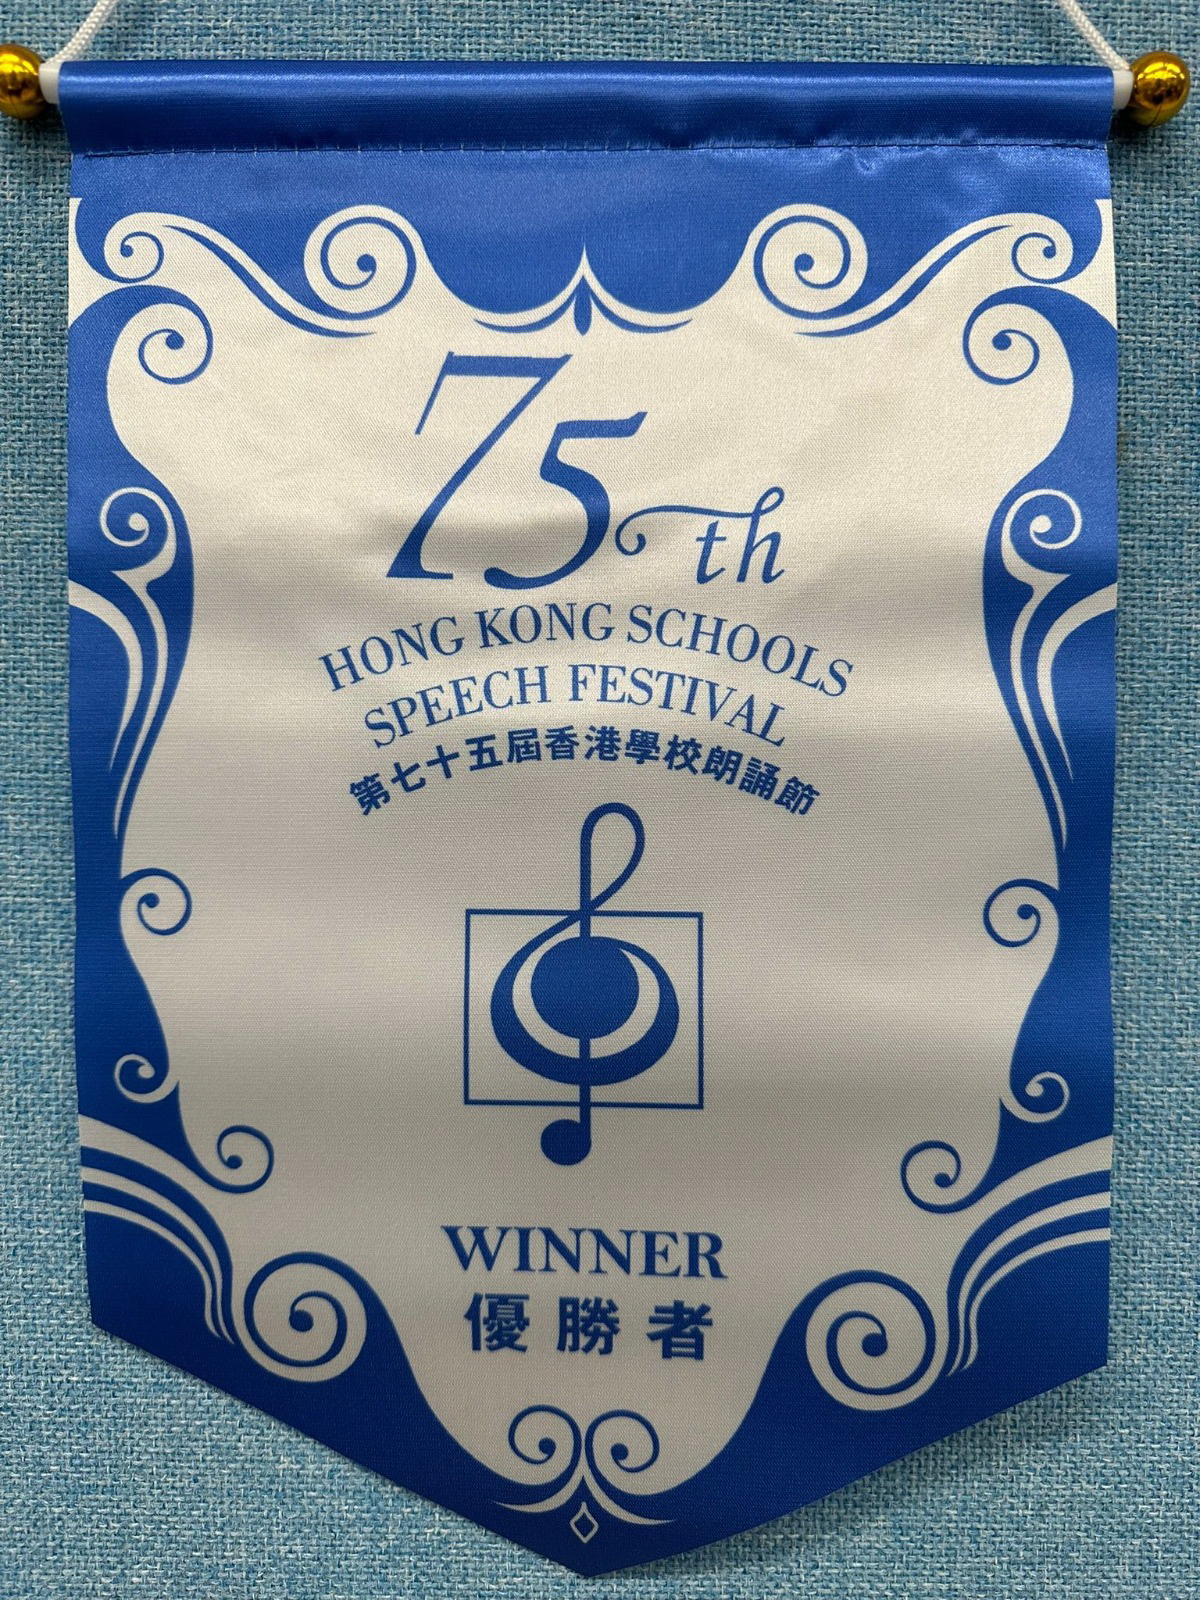 75th
HONG KONG SCHOOLS
SPEECH FESTIVAL
第七十五屆香港學校朗誦節
WINNER
優勝者